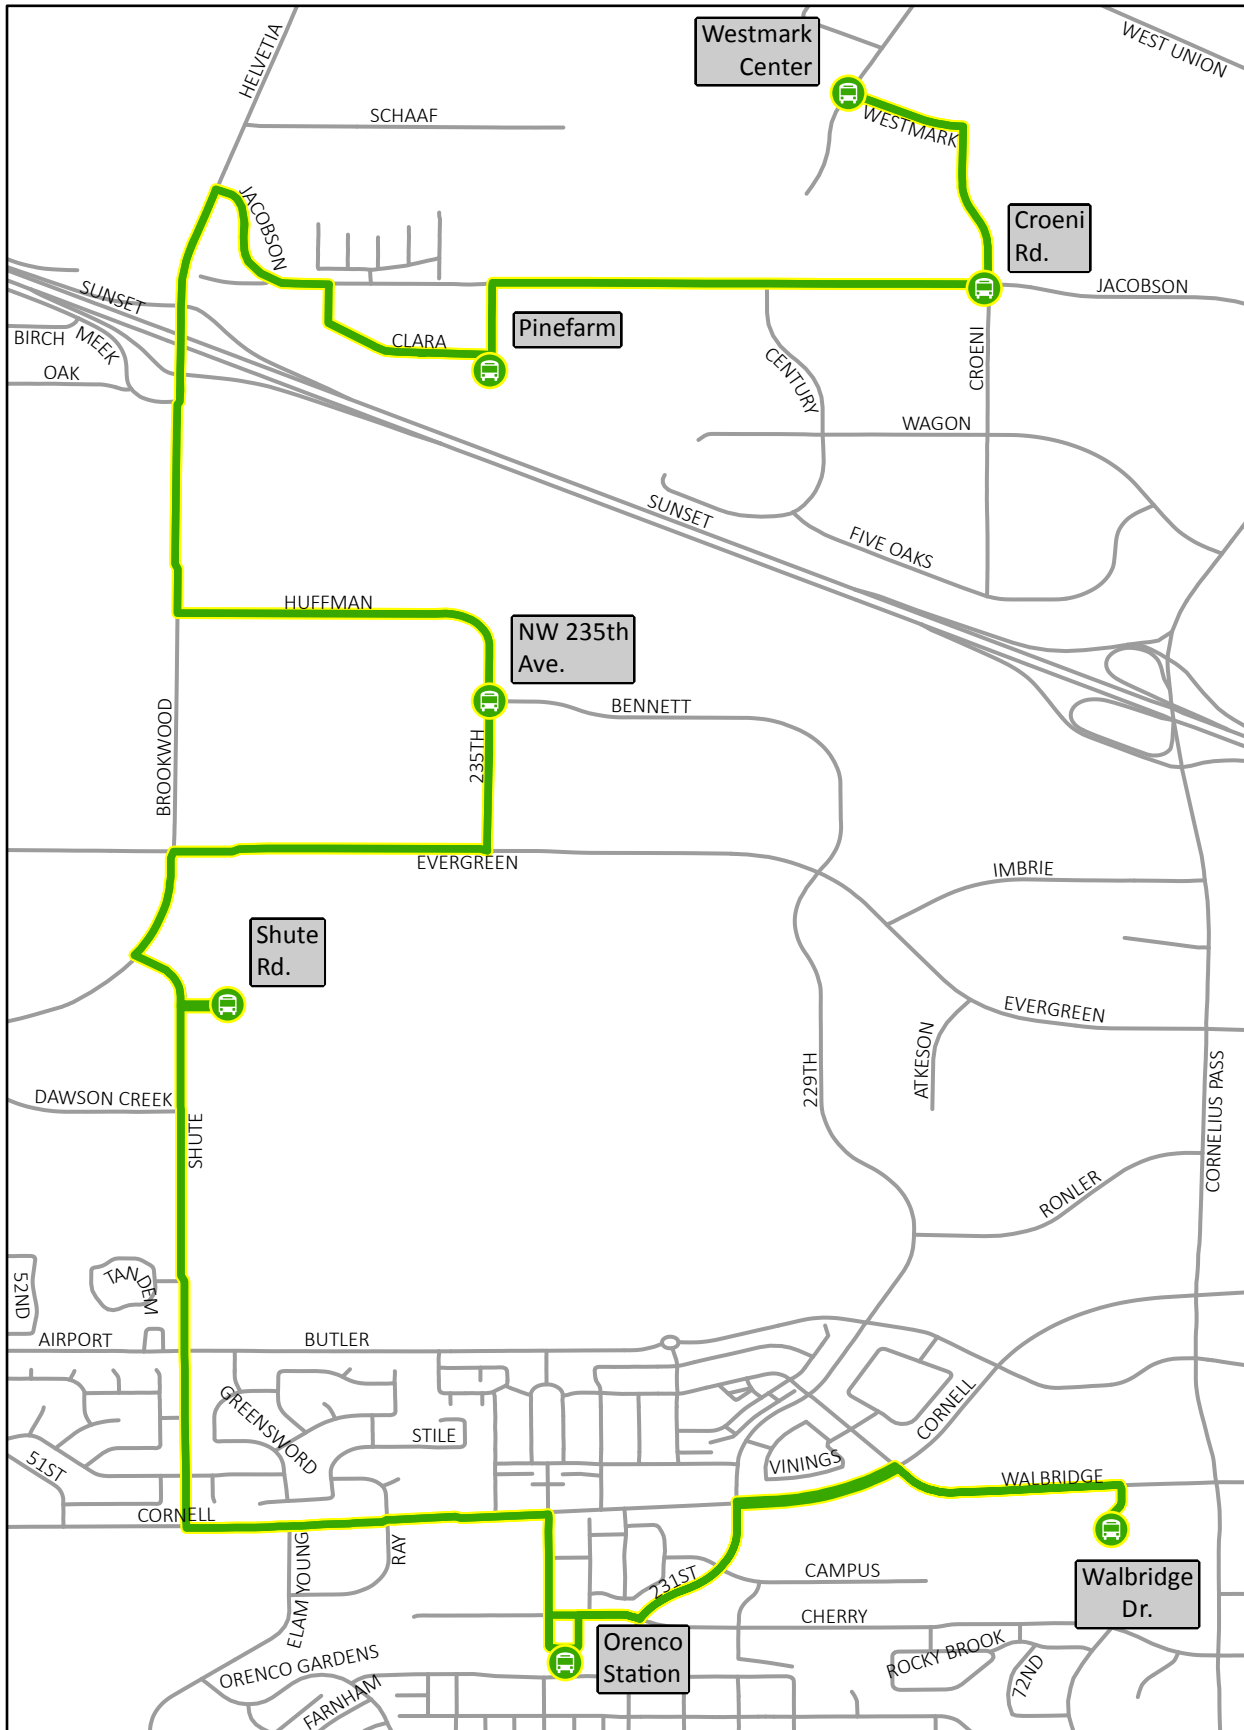 Westmark
Center
WEST UNION
HELVETIA
SCHAAF
WESTMARK
JACOBSON
Croeni
Rd.
SUNSET
JACOBSON
BIRCH
MEEK
Pinefarm
CLARA
OAK
CENTURY
CROENI
WAGON
SUNSET
FIVE OAKS
HUFFMAN
NW 235th
Ave.
BENNETT
BROOKWOOD
235TH
EVERGREEN
IMBRIE
Shute
Rd.
EVERGREEN
ATKESON
229TH
DAWSON CREEK
SHUTE
CORNELIUS PASS
RONLER
52ND
TANDEM
AIRPORT
BUTLER
GREENSWORD
STILE
CORNELL
51ST
VININGS
WALBRIDGE
CORNELL
ELAM YOUNG
RAY
231ST
CAMPUS
Walbridge
Dr.
CHERRY
Orenco
Station
ORENCO GARDENS
FARNHAM
ROCKY BROOK
72ND